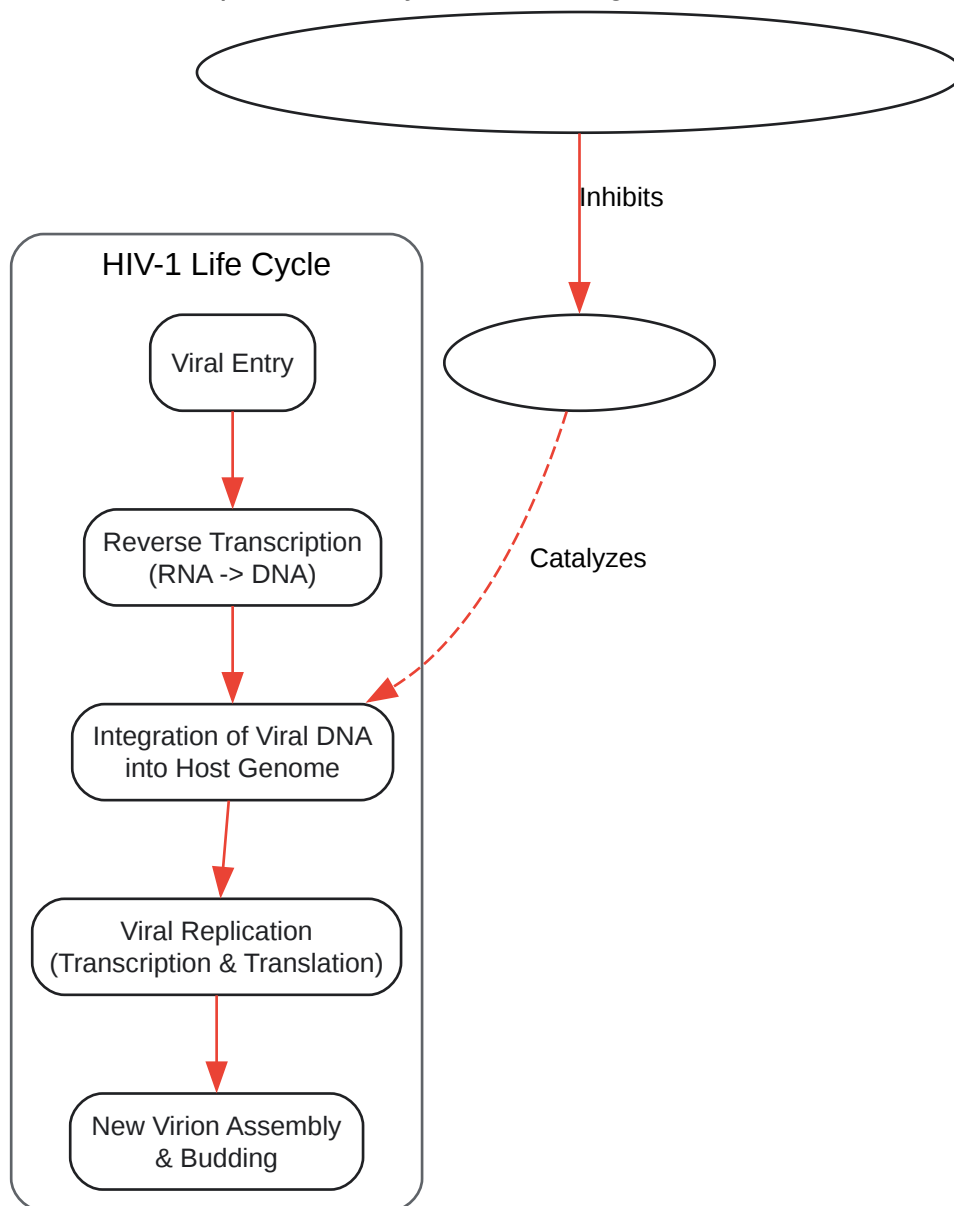 Inhibits
HIV-1 Life Cycle
Viral Entry
Reverse Transcription
(RNA -> DNA)
Catalyzes
Integration of Viral DNA
into Host Genome
Viral Replication
(Transcription & Translation)
New Virion Assembly
& Budding